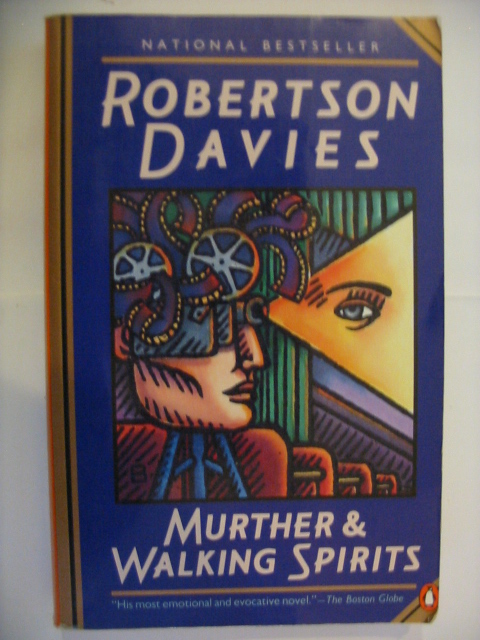 NATIONAL BESTSELLER
ROBERTSON
DAVIES
MURTHER &
WALKING SPIRITS
"His most emotional and evocative novel."—The Boston Globe